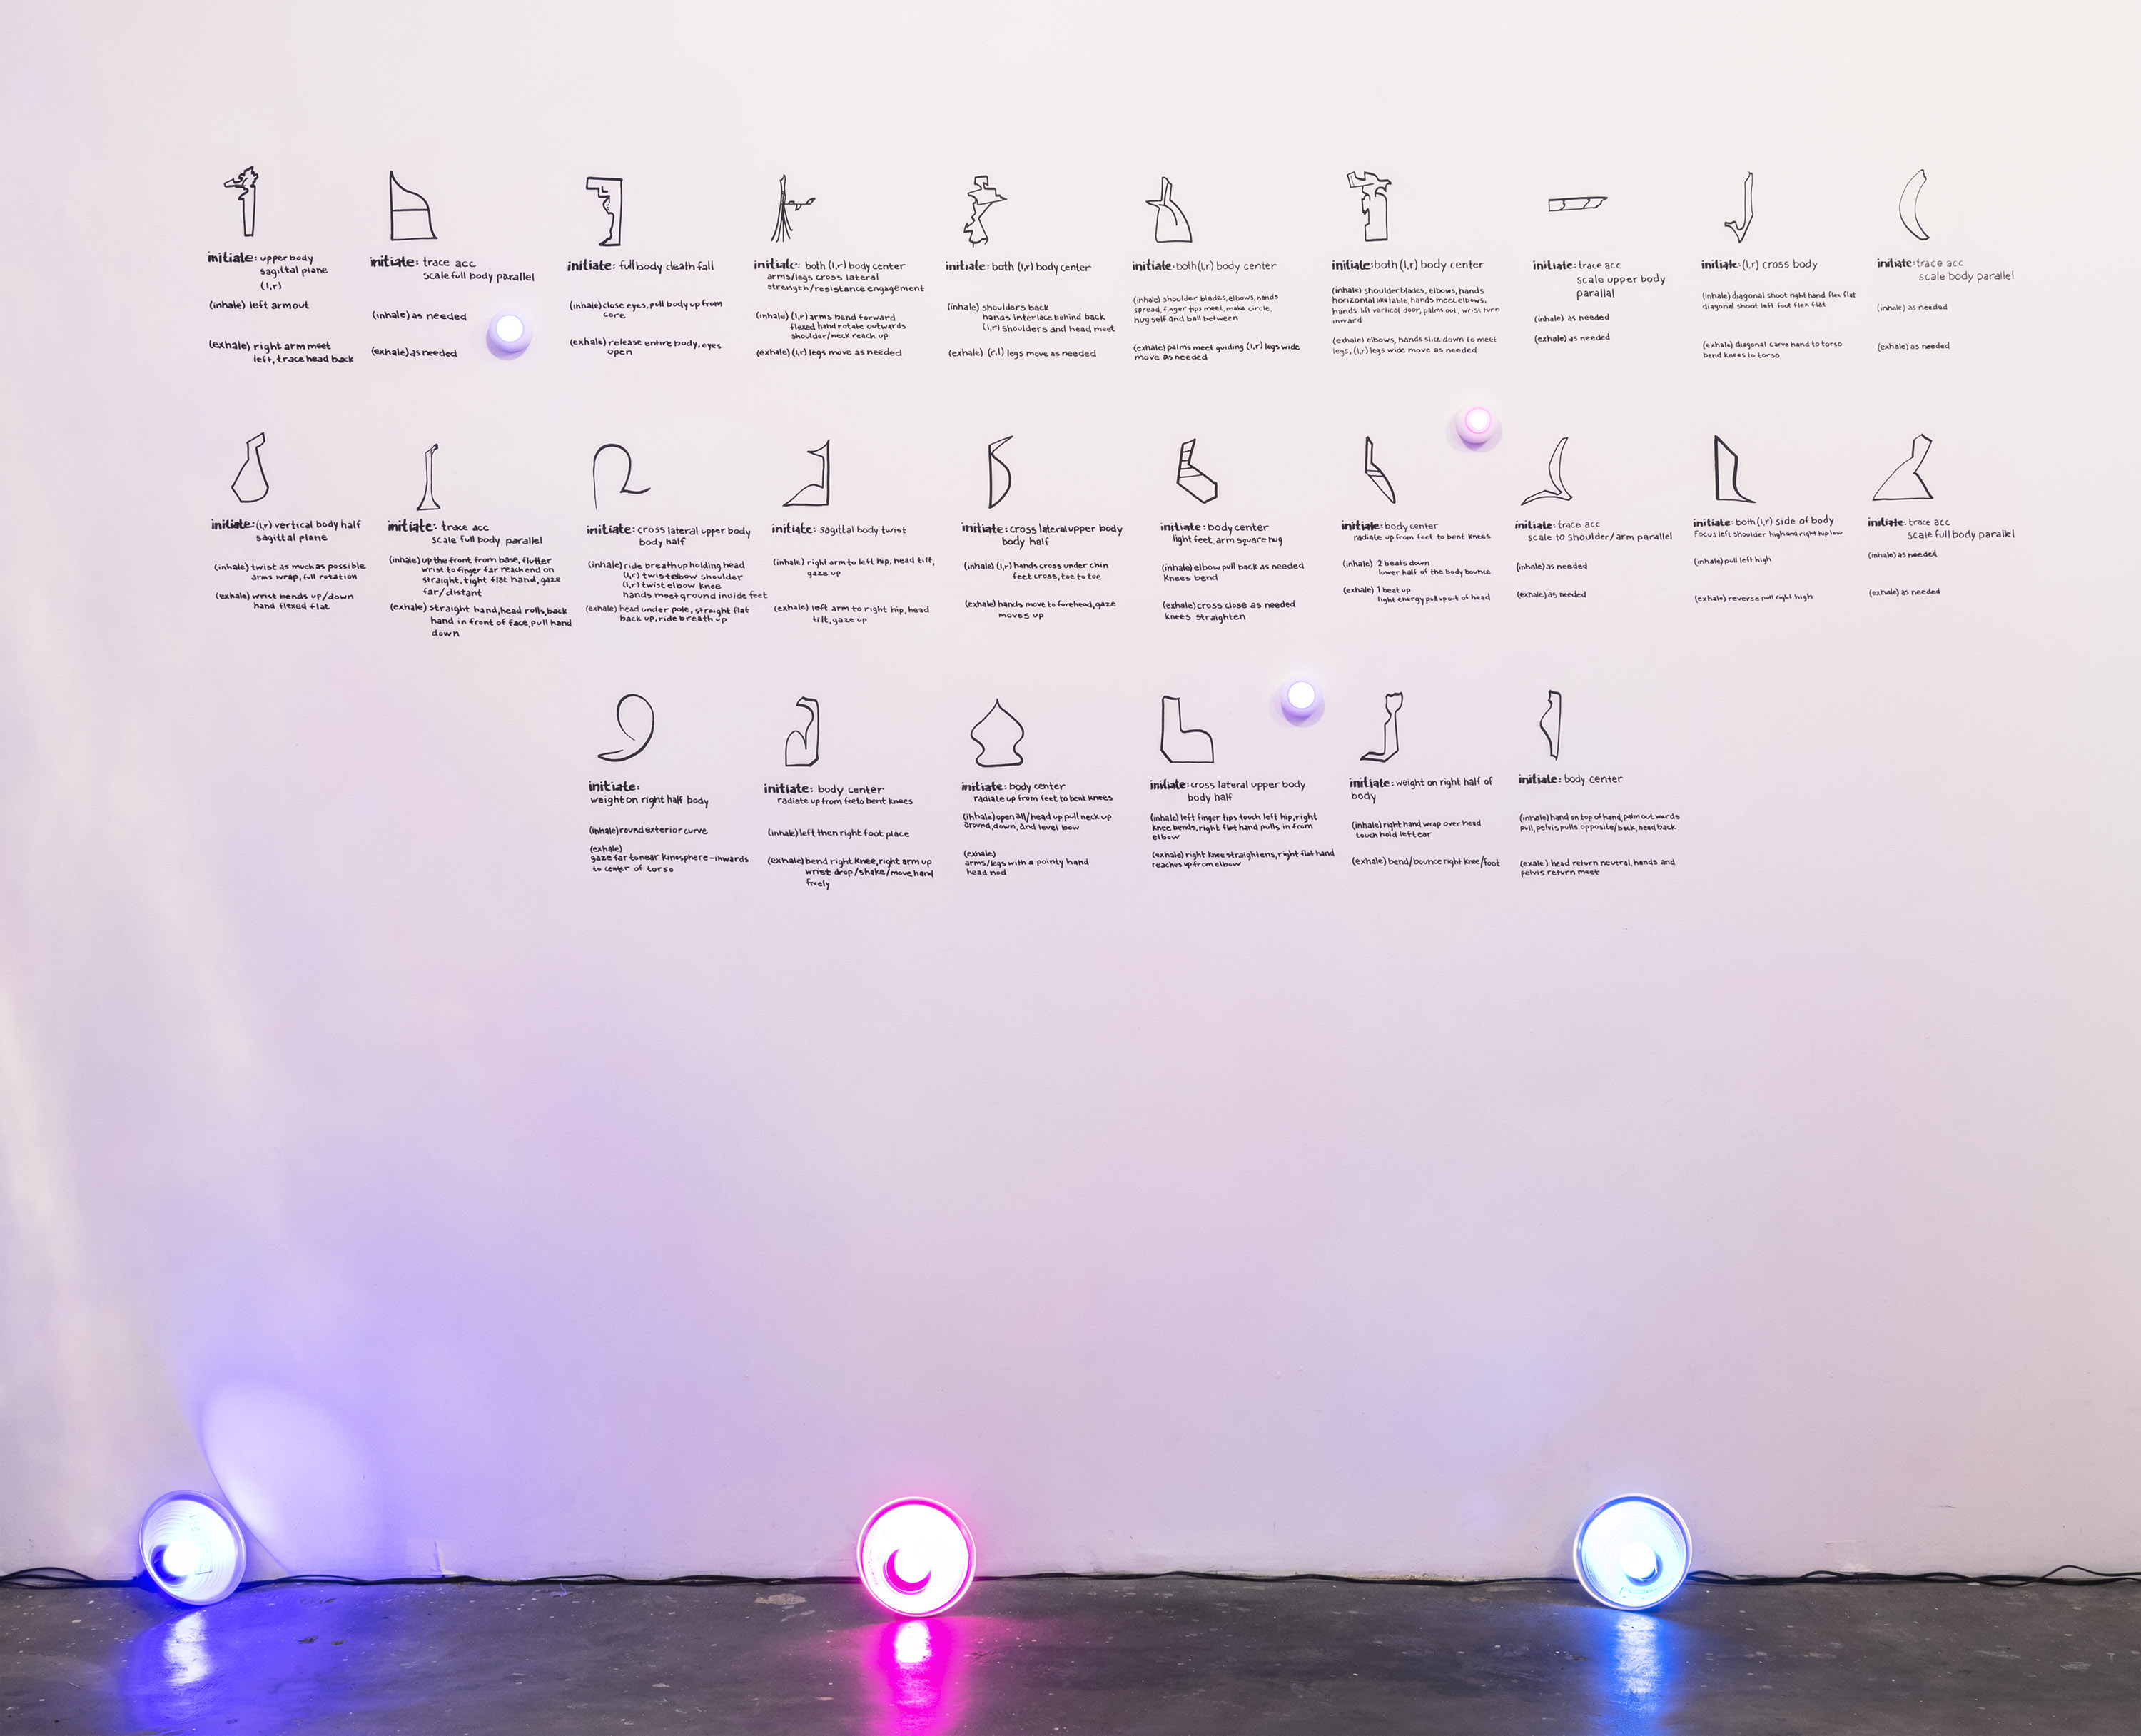 initiate: upper body
sagittal plane
(l,r)
(inhale) left arm out
(exhale) right arm meet
left, trace head back
initiate: trace acc
scale full body parallel
(inhale) as needed
(exhale) as needed
initiate: full body death fall
(inhale) close eyes, pull body up from
core
(exhale) release entire body, eyes
open
initiate: both (l,r) body center
arms/legs cross lateral
strength/resistance engagement
(inhale) (l,r) arms bend forward
flexed hand rotate outwards
shoulder/neck reach up
(exhale) (l,r) legs move as needed
initiate: both (l,r) body center
(inhale) shoulders back
hands interlace behind back
(l,r) shoulders and head meet
(exhale) (r,l) legs move as needed
initiate: both (l,r) body center
(inhale) shoulder blades, elbows, hands
spread, finger tips meet, make circle,
hug self and ball between
(exhale) palms meet guiding (l,r) legs wide
move as needed
initiate: both (l,r) body center
(inhale) shoulder blades, elbows, hands
horizontal like table, hands meet elbows.
hands lift vertical door, palms out, wrist turn
inward
(exhale) elbows, hands slice down to meet
legs, (l,r) legs wide move as needed
initiate: trace acc
scale upper body
parallal
(inhale) as needed
(exhale) as needed
initiate: (l,r) cross body
(inhale) diagonal shoot right hand flex flat
diagonal shoot left foot flex flat
(exhale) diagonal carve hand to torso
bend knees to torso
initiate: trace acc
scale body parallel
(inhale) as needed
(exhale) as needed
initiate: (l,r) vertical body half
sagittal plane
(inhale) twist as much as possible
arms wrap, full rotation
(exhale) wrist bends up/down
hand flexed flat
initiate: trace acc
scale full body parallel
(inhale) up the front from base, flutter
wrist to finger far reach end on
straight, tight flat hand, gaze
far/distant
(exhale) straight hand, head rolls, back
hand in front of face, pull hand
down
initiate: cross lateral upper body
body half
(inhale) ride breath up holding head
(l,r) twist elbow shoulder
(l,r) twist elbow knee
hands meet ground inside feet
(exhale) head under pole, straight flat
back up, ride breath up
initiate: sagittal body twist
(inhale) right arm to left hip, head tilt,
gaze up
(exhale) left arm to right hip, head
tilt, gaze up
initiate: cross lateral upper body
body half
(inhale) (l,r) hands cross under chin
feet cross, toe to toe
(exhale) hands move to forehead, gaze
moves up
initiate: body center
light feet, arm square hug
(inhale) elbow pull back as needed
knees bend
(exhale) cross close as needed
knees straighten
initiate: body center
radiate up from feet to bent knees
(inhale) 2 beats down
lower half of the body bounce
(exhale) 1 beat up
light energy pull up out of head
initiate: trace acc
scale to shoulder/arm parallel
(inhale) as needed
(exhale) as needed
initiate: both (l,r) side of body
Focus left shoulder high and right hip low
(inhale) pull left high
(exhale) reverse pull right high
initiate: trace acc
scale full body parallel
(inhale) as needed
(exhale) as needed
initiate:
weight on right half body
(inhale) round exterior curve
(exhale)
gaze far to near kinosphere - inwards
to center of torso
initiate: body center
radiate up from feet to bent knees
(inhale) left then right foot place
(exhale) bend right knee, right arm up
wrist drop/shake/move hand
freely
initiate: body center
radiate up from feet to bent knees
(inhale) open all/head up, pull neck up
around, down, and level bow
(exhale)
arms/legs with a pointy hand
head nod
initiate: cross lateral upper body
body half
(inhale) left finger tips touch left hip, right
knee bends, right flat hand pulls in from
elbow
(exhale) right knee straightens, right flat hand
reaches up from elbow
initiate: weight on right half of
body
(inhale) right hand wrap over head
touch hold left ear
(exhale) bend/bounce right knee/foot
initiate: body center
(inhale) hand on top of hand, palm outwards
pull, pelvis pulls opposite/back, head back
(exale) head return neutral, hands and
pelvis return meet